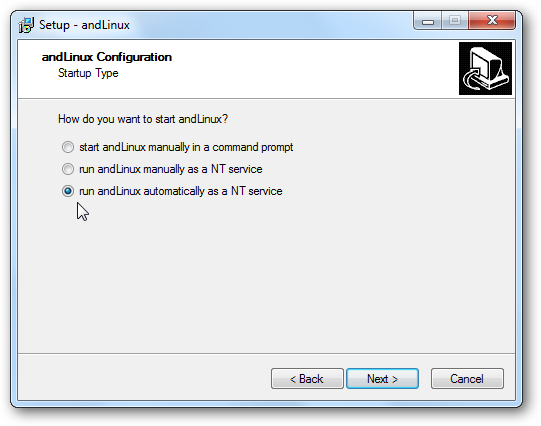 Setup - andLinux
andLinux Configuration
Startup Type
How do you want to start andLinux?
start andLinux manually in a command prompt
run andLinux manually as a NT service
run andLinux automatically as a NT service
< Back
Next >
Cancel